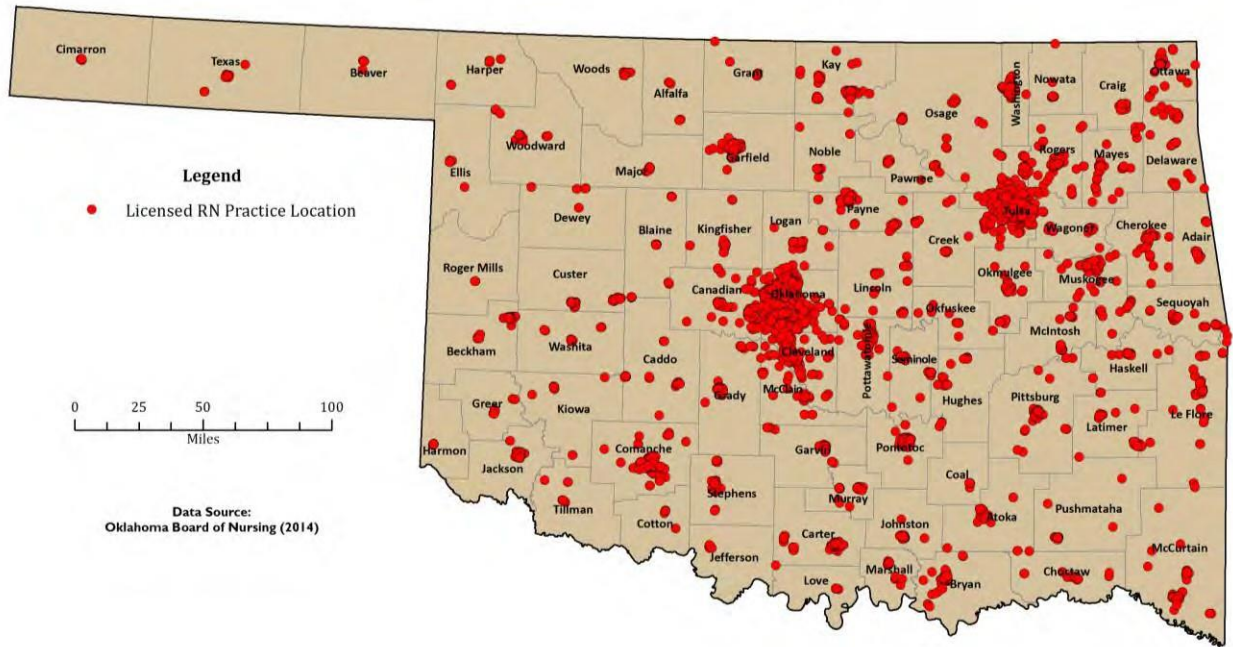 Cimarron
Texas
Beaver
Harper
Woods
Alfalfa
Grant
Kay
Osage
Washington
Nowata
Craig
Ottawa
Woodward
Ellis
Major
Garfield
Noble
Pawnee
Rogers
Mayes
Delaware
Legend
Licensed RN Practice Location
Dewey
Blaine
Kingfisher
Logan
Payne
Creek
Tulsa
Wagoner
Cherokee
Adair
Roger Mills
Custer
Canadian
Oklahoma
Lincoln
Okmulgee
Muskogee
Okfuskee
Sequoyah
McIntosh
Beckham
Washita
Caddo
Cleveland
Pottawatomie
Seminole
Haskell
Grady
McClain
Hughes
Pittsburg
Latimer
Le Flore
Greer
Kiowa
0 25 50 100
Miles
Harmon
Jackson
Comanche
Garvin
Pontotoc
Coal
Tillman
Stephens
Murray
Cotton
Johnston
Atoka
Pushmataha
Data Source:
Oklahoma Board of Nursing (2014)
Jefferson
Carter
Love
Marshall
Bryan
Choctaw
McCurtain